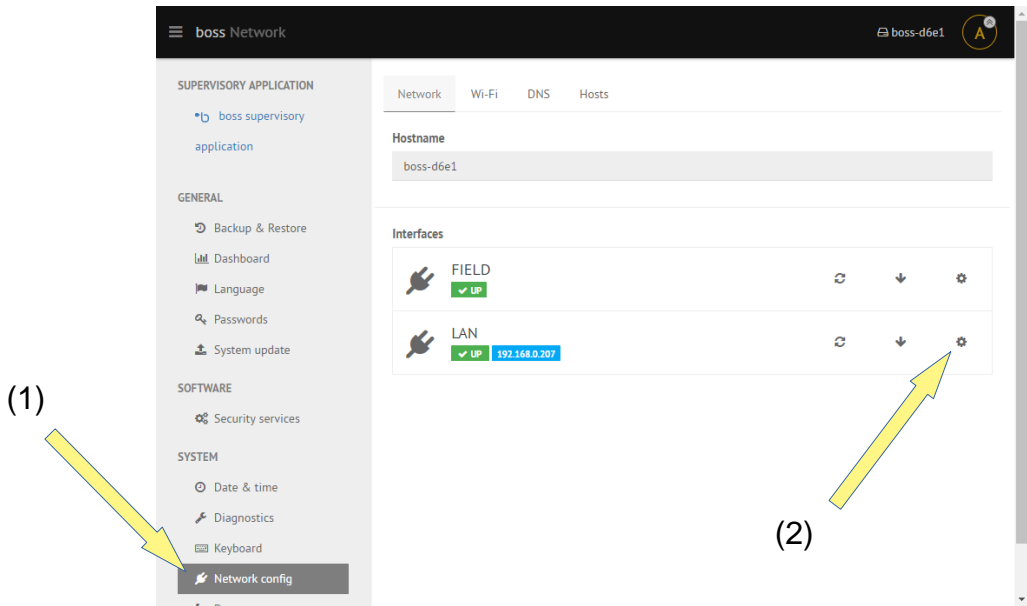 boss Network
boss-d6e1
A
SUPERVISORY APPLICATION
boss supervisory
application
GENERAL
Backup & Restore
Dashboard
Language
Passwords
System update
SOFTWARE
Security services
SYSTEM
Date & time
Diagnostics
Keyboard
Network config
Network Wi-Fi DNS Hosts
Hostname
boss-d6e1
Interfaces
FIELD
UP
LAN
UP 192.168.0.207
(1)
(2)